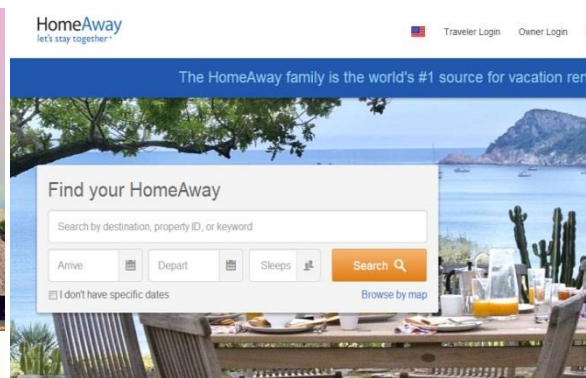 HomeAway
let's stay together
Traveler Login Owner Login
The HomeAway family is the world's #1 source for vacation ren
Find your HomeAway
Search by destination, property ID, or keyword
Arrive Depart Sleeps Search
I don't have specific dates Browse by map